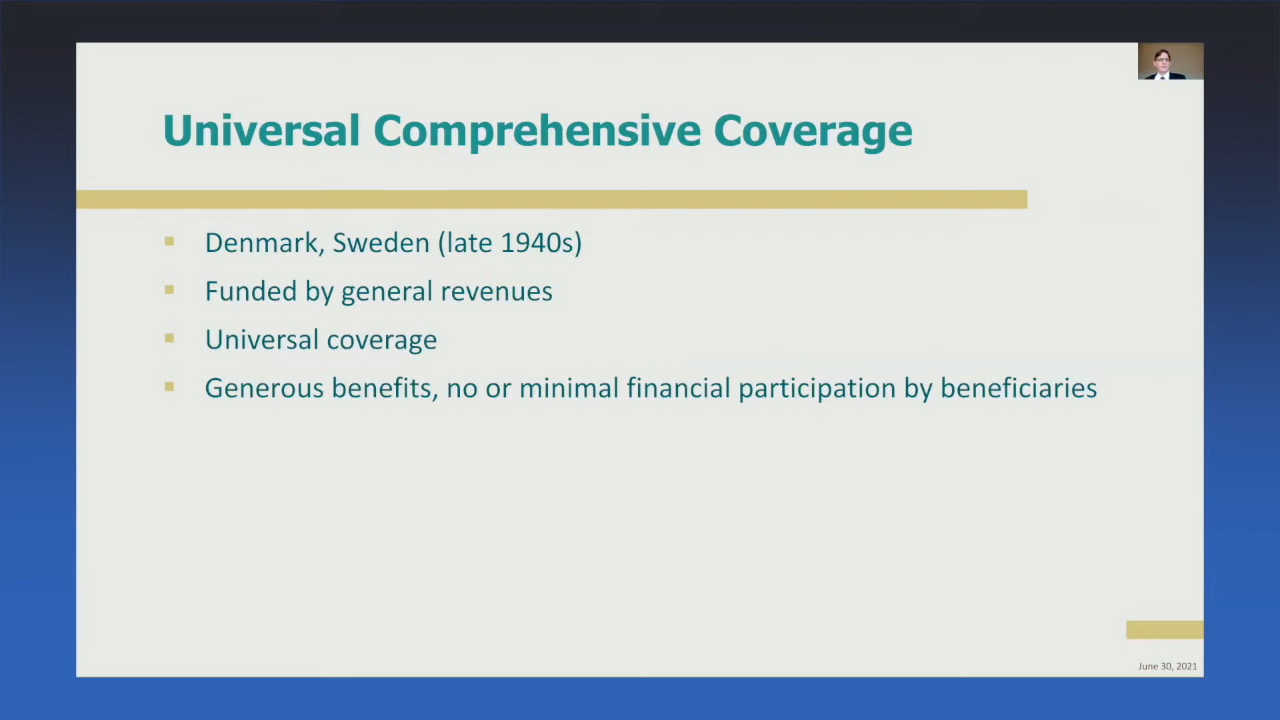 Universal Comprehensive Coverage
Denmark, Sweden (late 1940s)
Funded by general revenues
Universal coverage
Generous benefits, no or minimal financial participation by beneficiaries
June 30, 2021